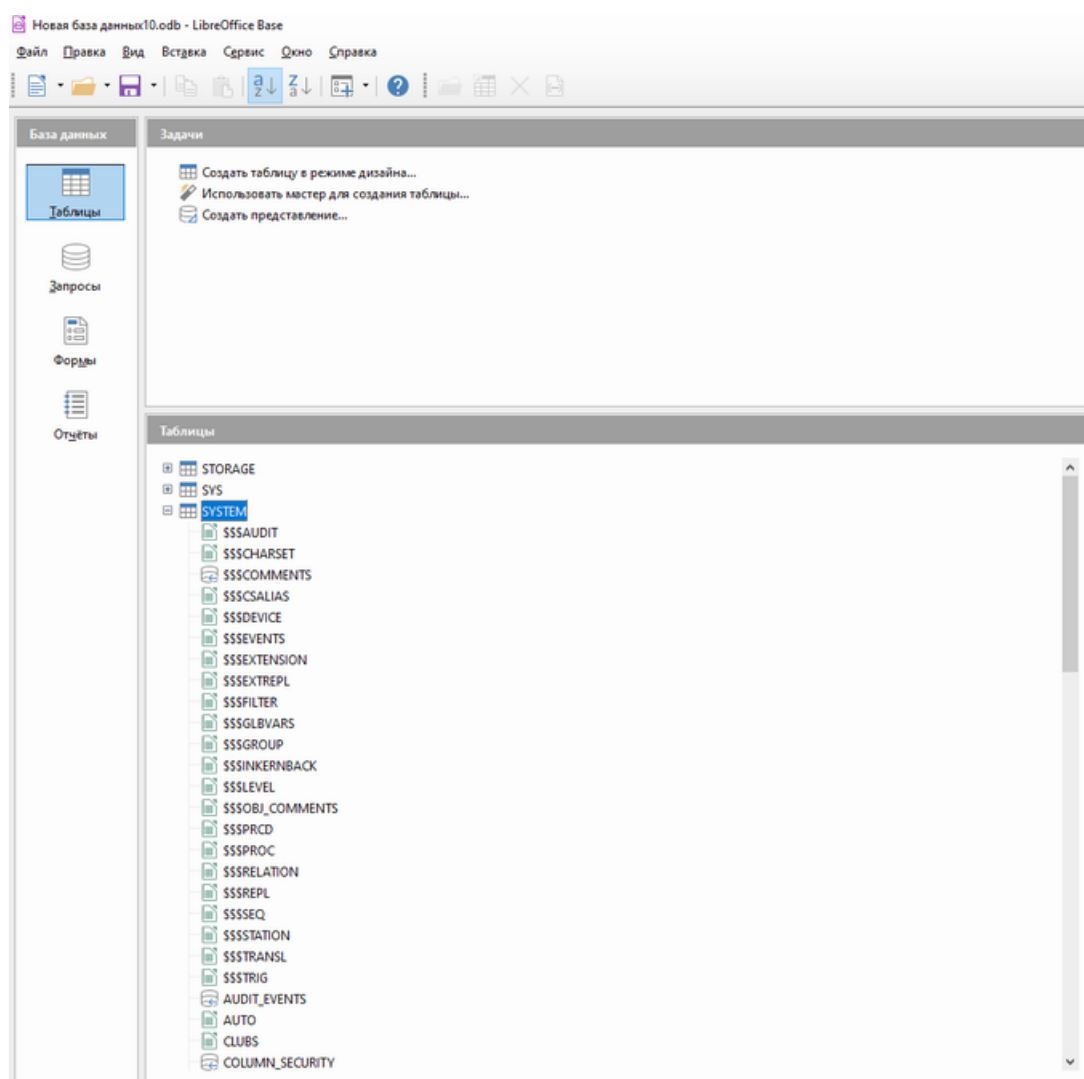 Новая база данных10.odb - LibreOffice Base
Файл Правка Вид Вставка Сервис Окно Справка
База данных
Таблицы
Запросы
Формы
Отчёты
Задачи
Создать таблицу в режиме дизайна...
Использовать мастер для создания таблицы...
Создать представление...
Таблицы
STORAGE
SYS
SYSTEM
$$$AUDIT
$$$CHARSET
$$$COMMENTS
$$$CSALIAS
$$$DEVICE
$$$EVENTS
$$$EXTENSION
$$$EXTREPL
$$$FILTER
$$$GLBVARS
$$$GROUP
$$$INKERNBACK
$$$LEVEL
$$$OBJ_COMMENTS
$$$PRCD
$$$PROC
$$$RELATION
$$$REPL
$$$SEQ
$$$STATION
$$$TRANSL
$$$TRIG
AUDIT_EVENTS
AUTO
CLUBS
COLUMN_SECURITY